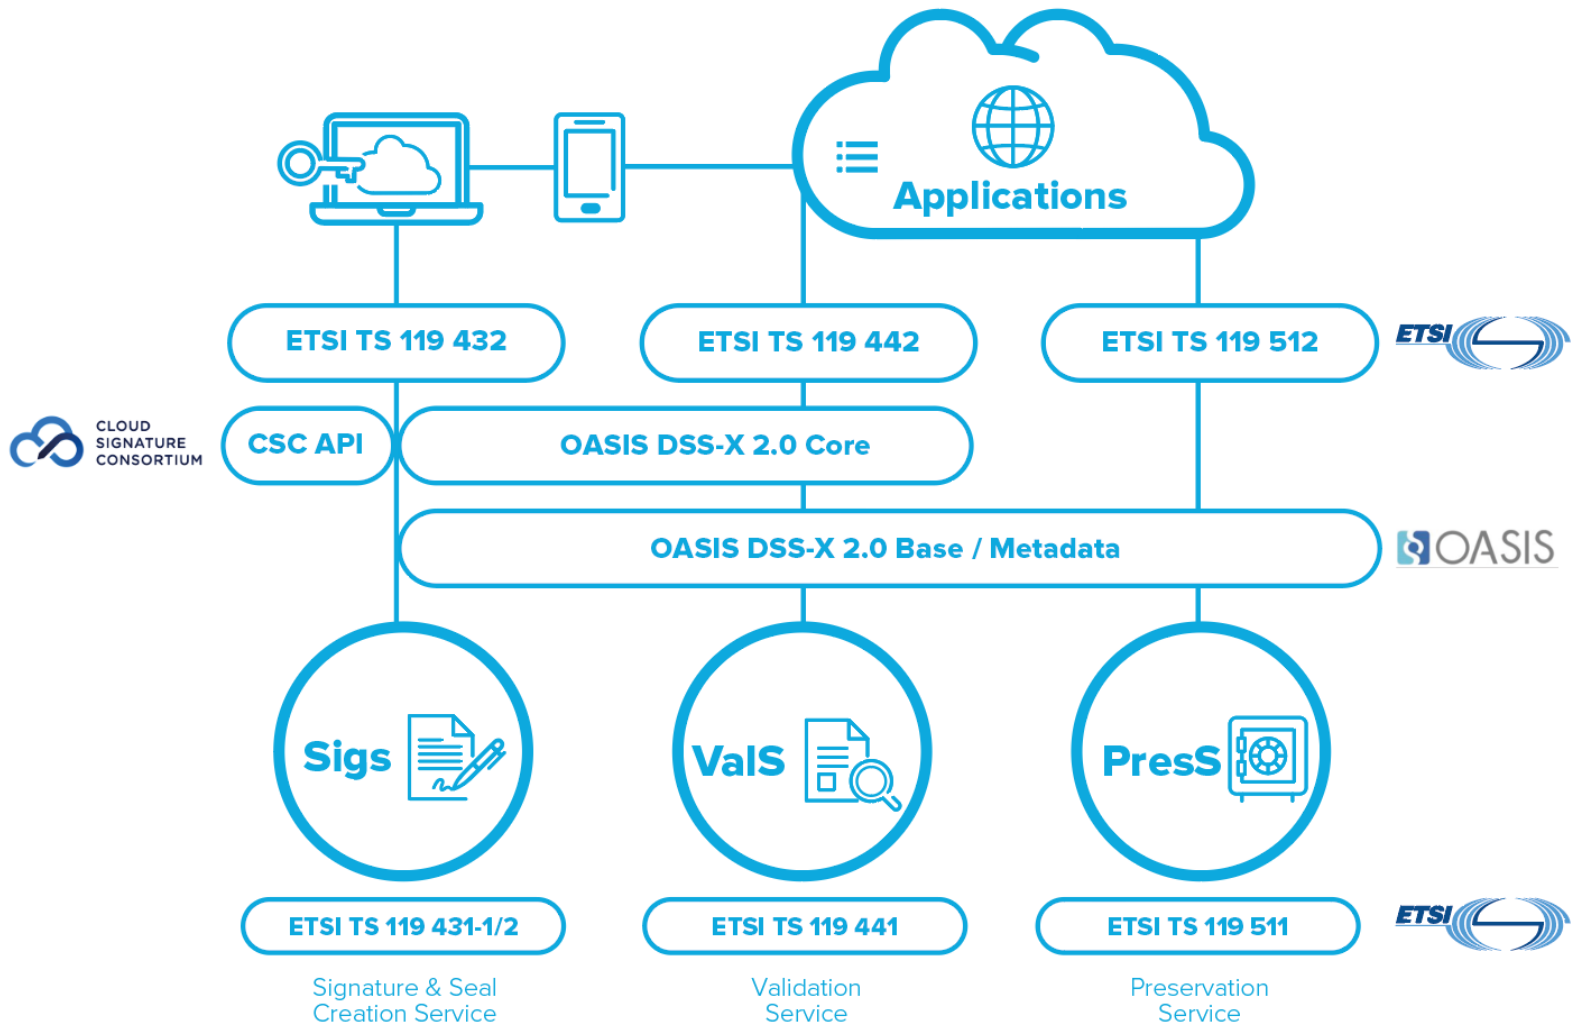 Applications
ETSI TS 119 432
ETSI TS 119 442
ETSI TS 119 512
ETSI
CLOUD
SIGNATURE
CONSORTIUM
CSC API
OASIS DSS-X 2.0 Core
OASIS DSS-X 2.0 Base / Metadata
OASIS
Sigs
ValS
PresS
ETSI TS 119 431-1/2
ETSI TS 119 441
ETSI TS 119 511
ETSI
Signature & Seal
Creation Service
Validation
Service
Preservation
Service